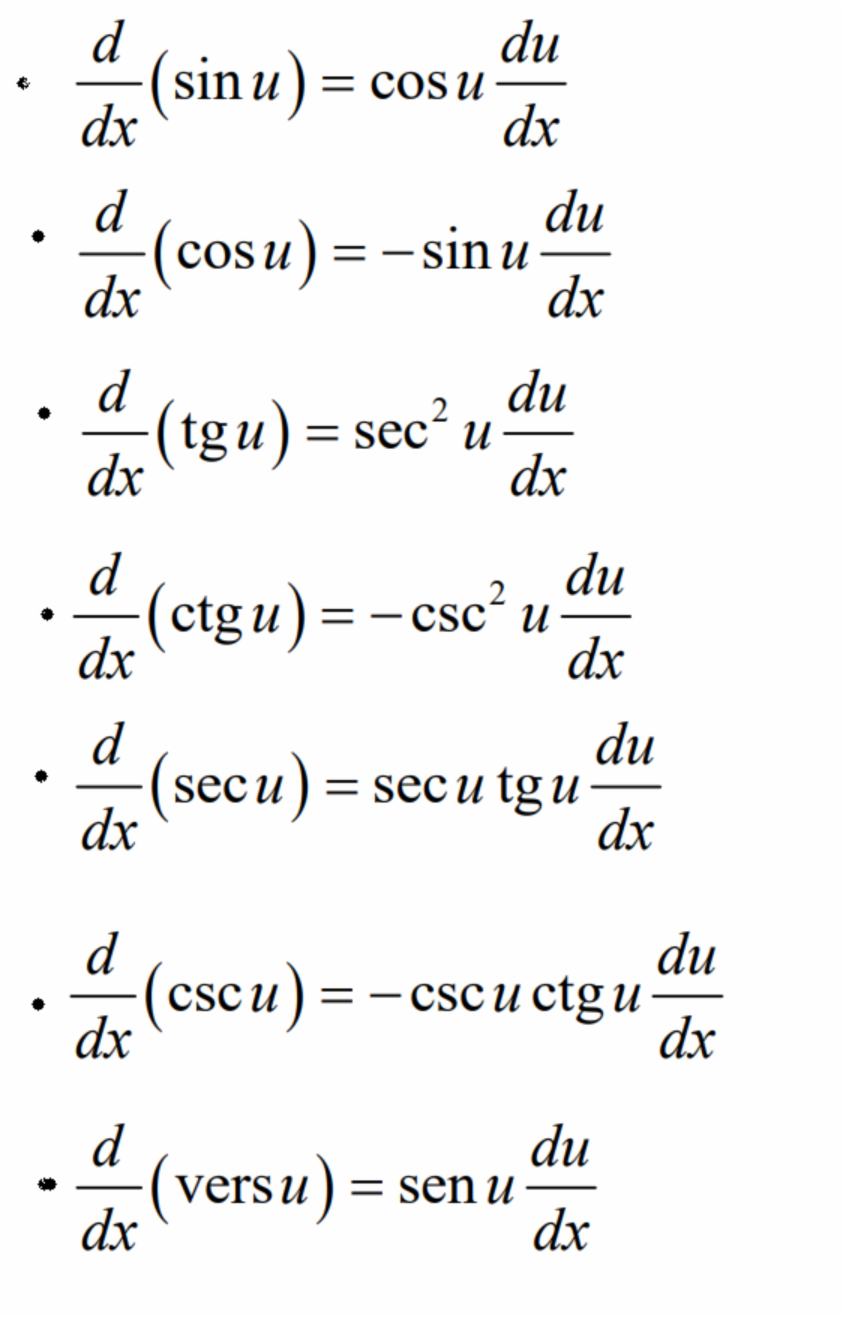 • d/dx (sin u) = cos u du/dx
• d/dx (cos u) = − sin u du/dx
• d/dx (tg u) = sec² u du/dx
• d/dx (ctg u) = − csc² u du/dx
• d/dx (sec u) = sec u tg u du/dx
• d/dx (csc u) = − csc u ctg u du/dx
• d/dx (vers u) = sen u du/dx